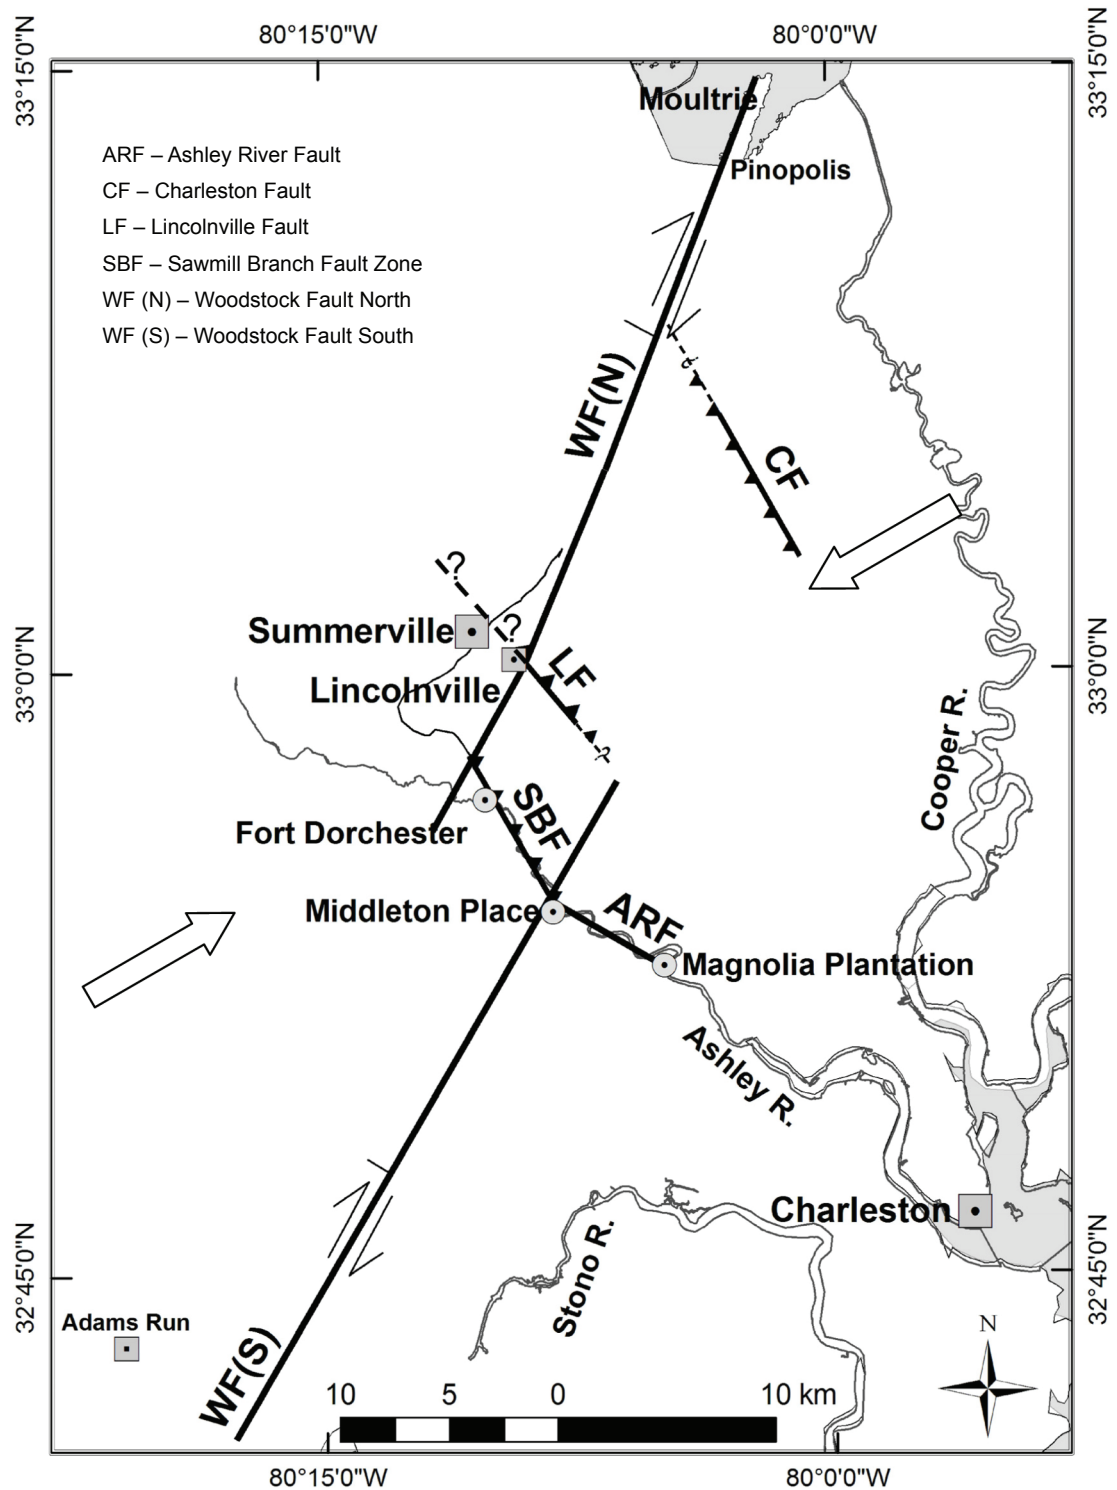 80°15'0"W
80°0'0"W
33°15'0"N
33°15'0"N
Moultrie
Pinopolis
ARF – Ashley River Fault
CF – Charleston Fault
LF – Lincolnville Fault
SBF – Sawmill Branch Fault Zone
WF (N) – Woodstock Fault North
WF (S) – Woodstock Fault South
?
WF(N)
CF
?
?
Summerville
LF
Lincolnville
33°0'0"N
33°0'0"N
Cooper R.
?
SBF
Fort Dorchester
Middleton Place
ARF
Magnolia Plantation
Ashley R.
Charleston
Stono R.
32°45'0"N
32°45'0"N
Adams Run
WF(S)
N
10 5 0 10 km
80°15'0"W
80°0'0"W